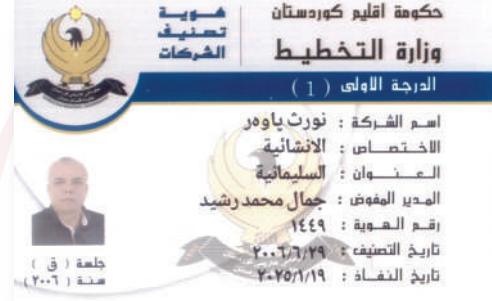 حكومة اقليم كوردستان
وزارة التخطيط
هوية
تصنيف
الشركات
الدرجة الاولى ( 1 )
اسم الشركة : نورث پاوەر
الاختصاص : الانشائية
العنوان : السليمانية
المدير المفوض : جمال محمد رشيد
رقم الهوية : ١٤٤٩
تاريخ التصنيف : ٢٠٠٦/٦/٢٩
تاريخ النفاذ : ٢٠٢٥/١/١٩
جلسة ( ق )
سنة ( ٢٠٠٦ )